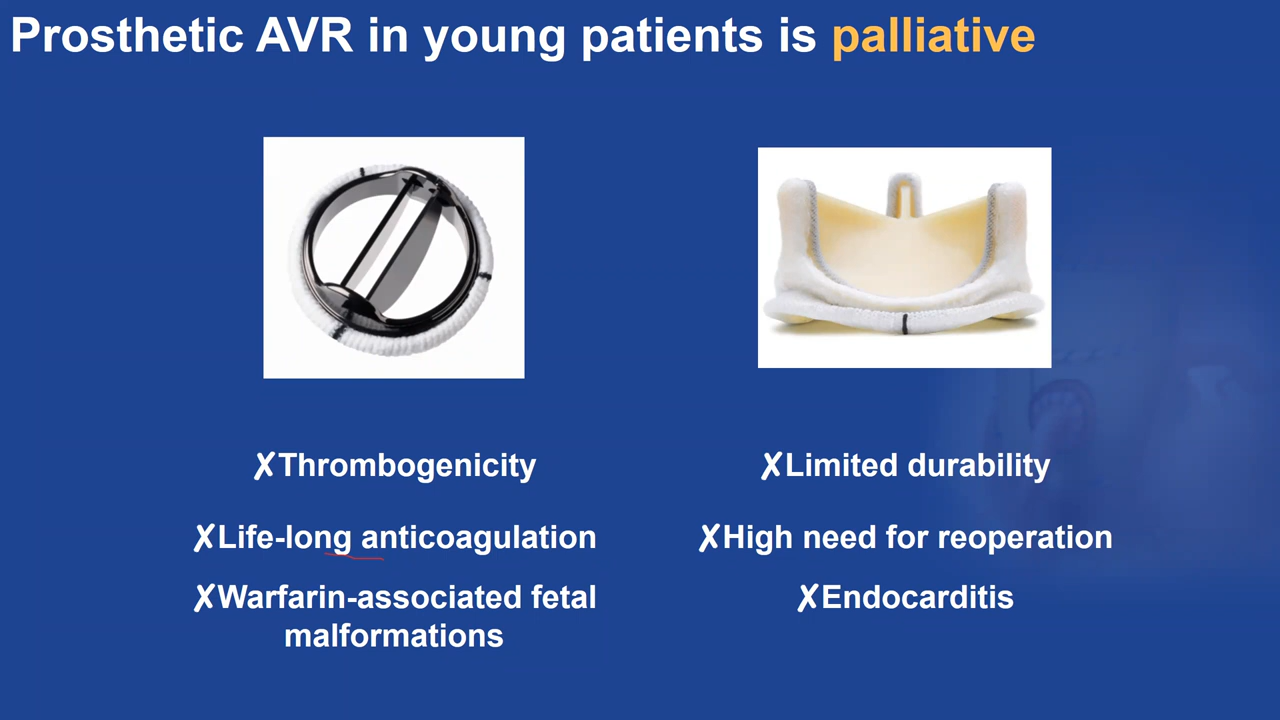 Prosthetic AVR in young patients is palliative
✗Thrombogenicity
✗Life-long anticoagulation
✗Warfarin-associated fetal
malformations
✗Limited durability
✗High need for reoperation
✗Endocarditis